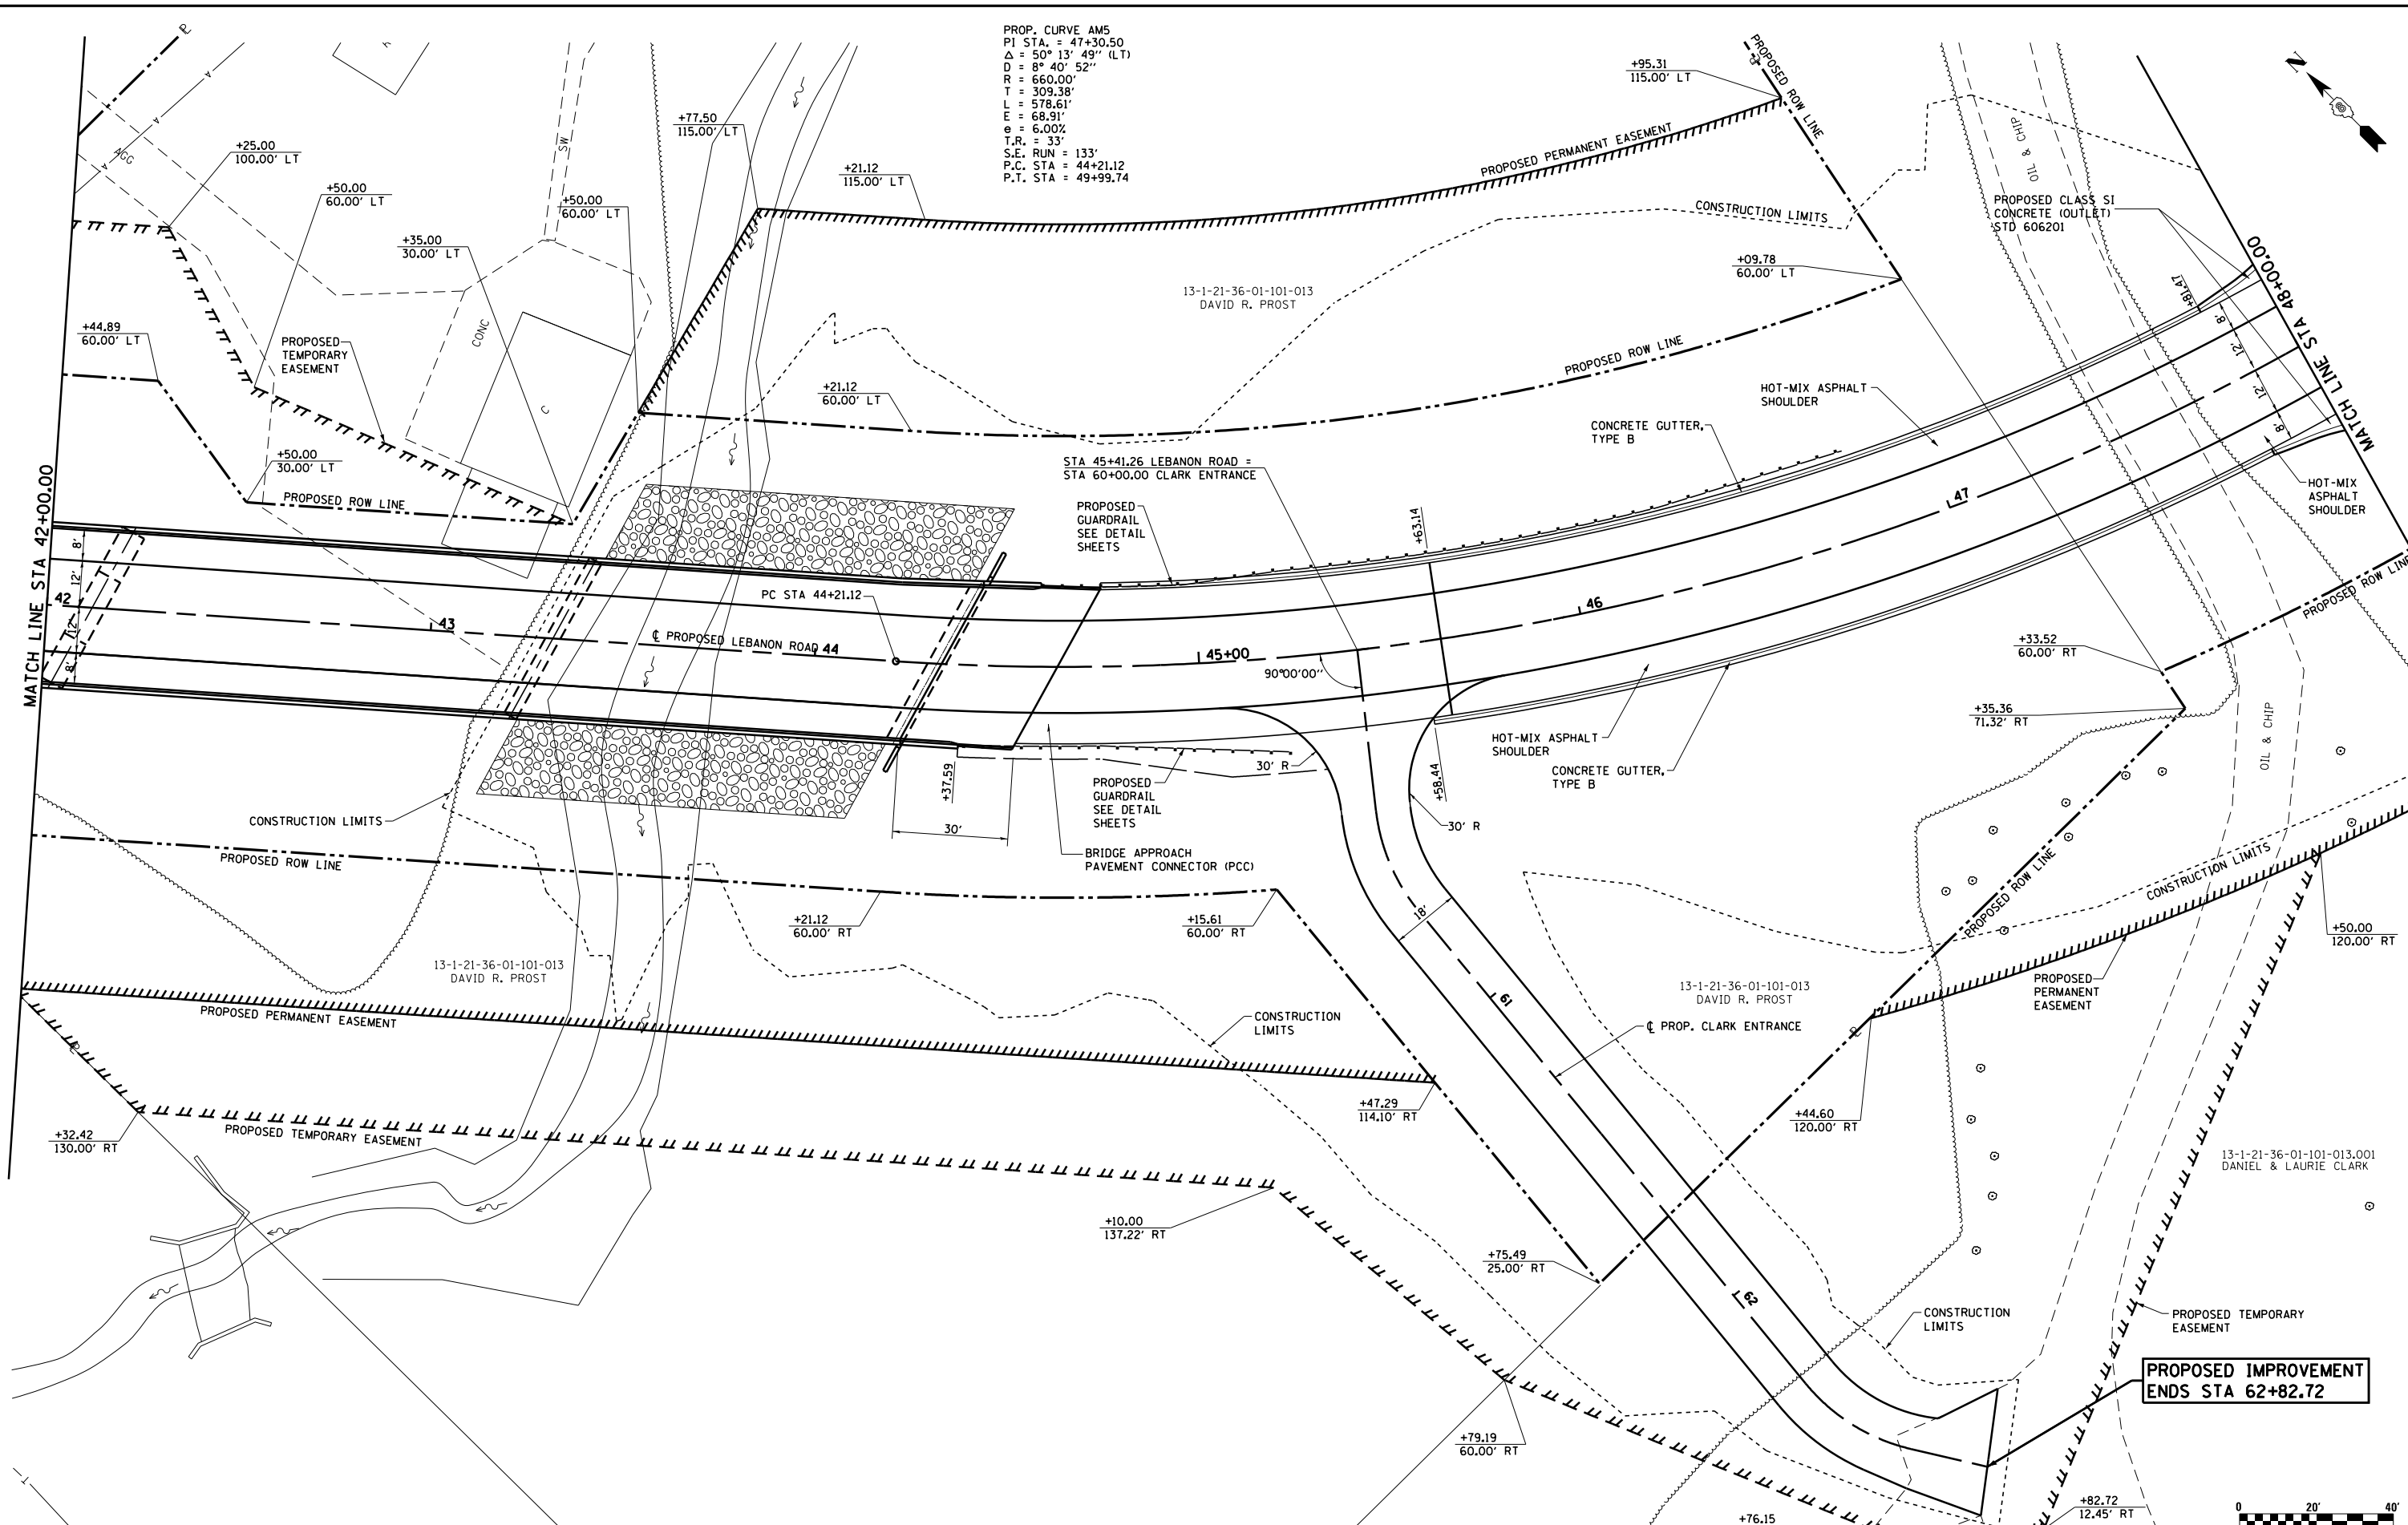 PROP. CURVE AM5
PI STA. = 47+30.50
Δ = 50° 13' 49" (LT)
D = 8° 40' 52"
R = 660.00'
T = 309.38'
L = 578.61'
E = 68.91'
e = 6.00%
T.R. = 33'
S.E. RUN = 133'
P.C. STA = 44+21.12
P.T. STA = 49+99.74
PROPOSED ROW LINE
+95.31
115.00' LT
N
+77.50
115.00' LT
+25.00
100.00' LT
AGG
SW
+21.12
115.00' LT
PROPOSED PERMANENT EASEMENT
OIL & CHIP
+50.00
60.00' LT
+50.00
60.00' LT
PROPOSED CLASS SI
CONCRETE (OUTLET)
STD 606201
CONSTRUCTION LIMITS
+35.00
30.00' LT
+09.78
60.00' LT
MATCH LINE STA 48+00.00
13-1-21-36-01-101-013
DAVID R. PROST
+81.47
8'
12'
12'
8'
+44.89
60.00' LT
CONC
PROPOSED
TEMPORARY
EASEMENT
PROPOSED ROW LINE
+21.12
60.00' LT
HOT-MIX ASPHALT
SHOULDER
C
CONCRETE GUTTER,
TYPE B
+50.00
30.00' LT
STA 45+41.26 LEBANON ROAD =
STA 60+00.00 CLARK ENTRANCE
PROPOSED ROW LINE
HOT-MIX
ASPHALT
SHOULDER
PROPOSED
GUARDRAIL
SEE DETAIL
SHEETS
+63.14
47
MATCH LINE STA 42+00.00
8'
12'
12'
8'
42
43
PC STA 44+21.12
℄ PROPOSED LEBANON ROAD
44
45+00
46
90°00'00"
PROPOSED ROW LINE
+33.52
60.00' RT
+35.36
71.32' RT
OIL & CHIP
HOT-MIX ASPHALT
SHOULDER
CONCRETE GUTTER,
TYPE B
30' R
+37.59
+58.44
PROPOSED
GUARDRAIL
SEE DETAIL
SHEETS
30' R
CONSTRUCTION LIMITS
30'
BRIDGE APPROACH
PAVEMENT CONNECTOR (PCC)
PROPOSED ROW LINE
CONSTRUCTION LIMITS
PROPOSED ROW LINE
+21.12
60.00' RT
+15.61
60.00' RT
18'
+50.00
120.00' RT
13-1-21-36-01-101-013
DAVID R. PROST
13-1-21-36-01-101-013
DAVID R. PROST
PROPOSED
PERMANENT
EASEMENT
61
PROPOSED PERMANENT EASEMENT
CONSTRUCTION
LIMITS
℄ PROP. CLARK ENTRANCE
+47.29
114.10' RT
+44.60
120.00' RT
+32.42
130.00' RT
PROPOSED TEMPORARY EASEMENT
13-1-21-36-01-101-013.001
DANIEL & LAURIE CLARK
+10.00
137.22' RT
+75.49
25.00' RT
62
CONSTRUCTION
LIMITS
PROPOSED TEMPORARY
EASEMENT
PROPOSED IMPROVEMENT
ENDS STA 62+82.72
+79.19
60.00' RT
+76.15
+82.72
12.45' RT
0 20' 40'